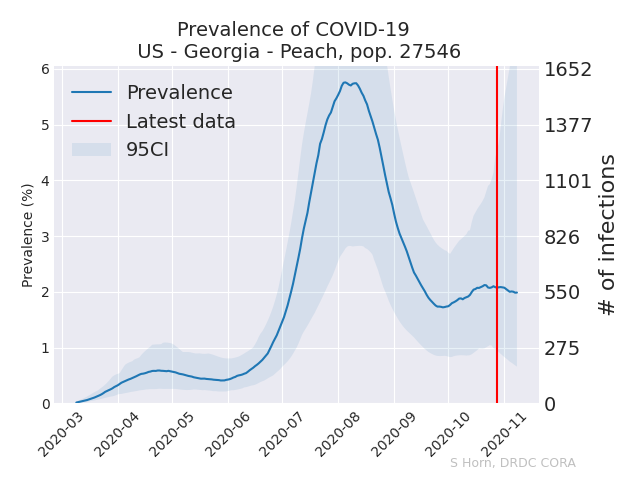 Prevalence of COVID-19
US - Georgia - Peach, pop. 27546
Prevalence
Latest data
95CI
Prevalence (%)
6
5
4
3
2
1
0
1652
1377
1101
826
550
275
0
# of infections
2020-03
2020-04
2020-05
2020-06
2020-07
2020-08
2020-09
2020-10
2020-11
S Horn, DRDC CORA